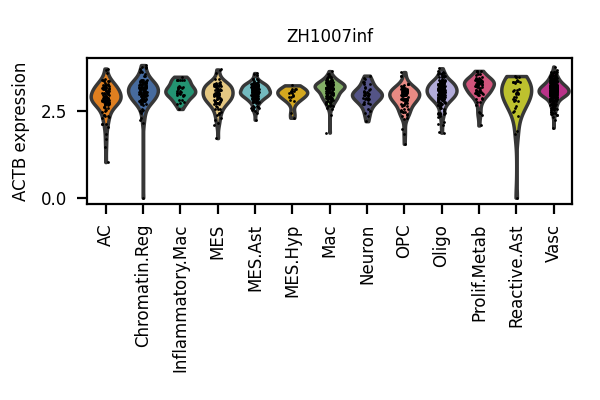 ZH1007inf
ACTB expression
2.5
0.0
AC
Chromatin.Reg
Inflammatory.Mac
MES
MES.Ast
MES.Hyp
Mac
Neuron
OPC
Oligo
Prolif.Metab
Reactive.Ast
Vasc